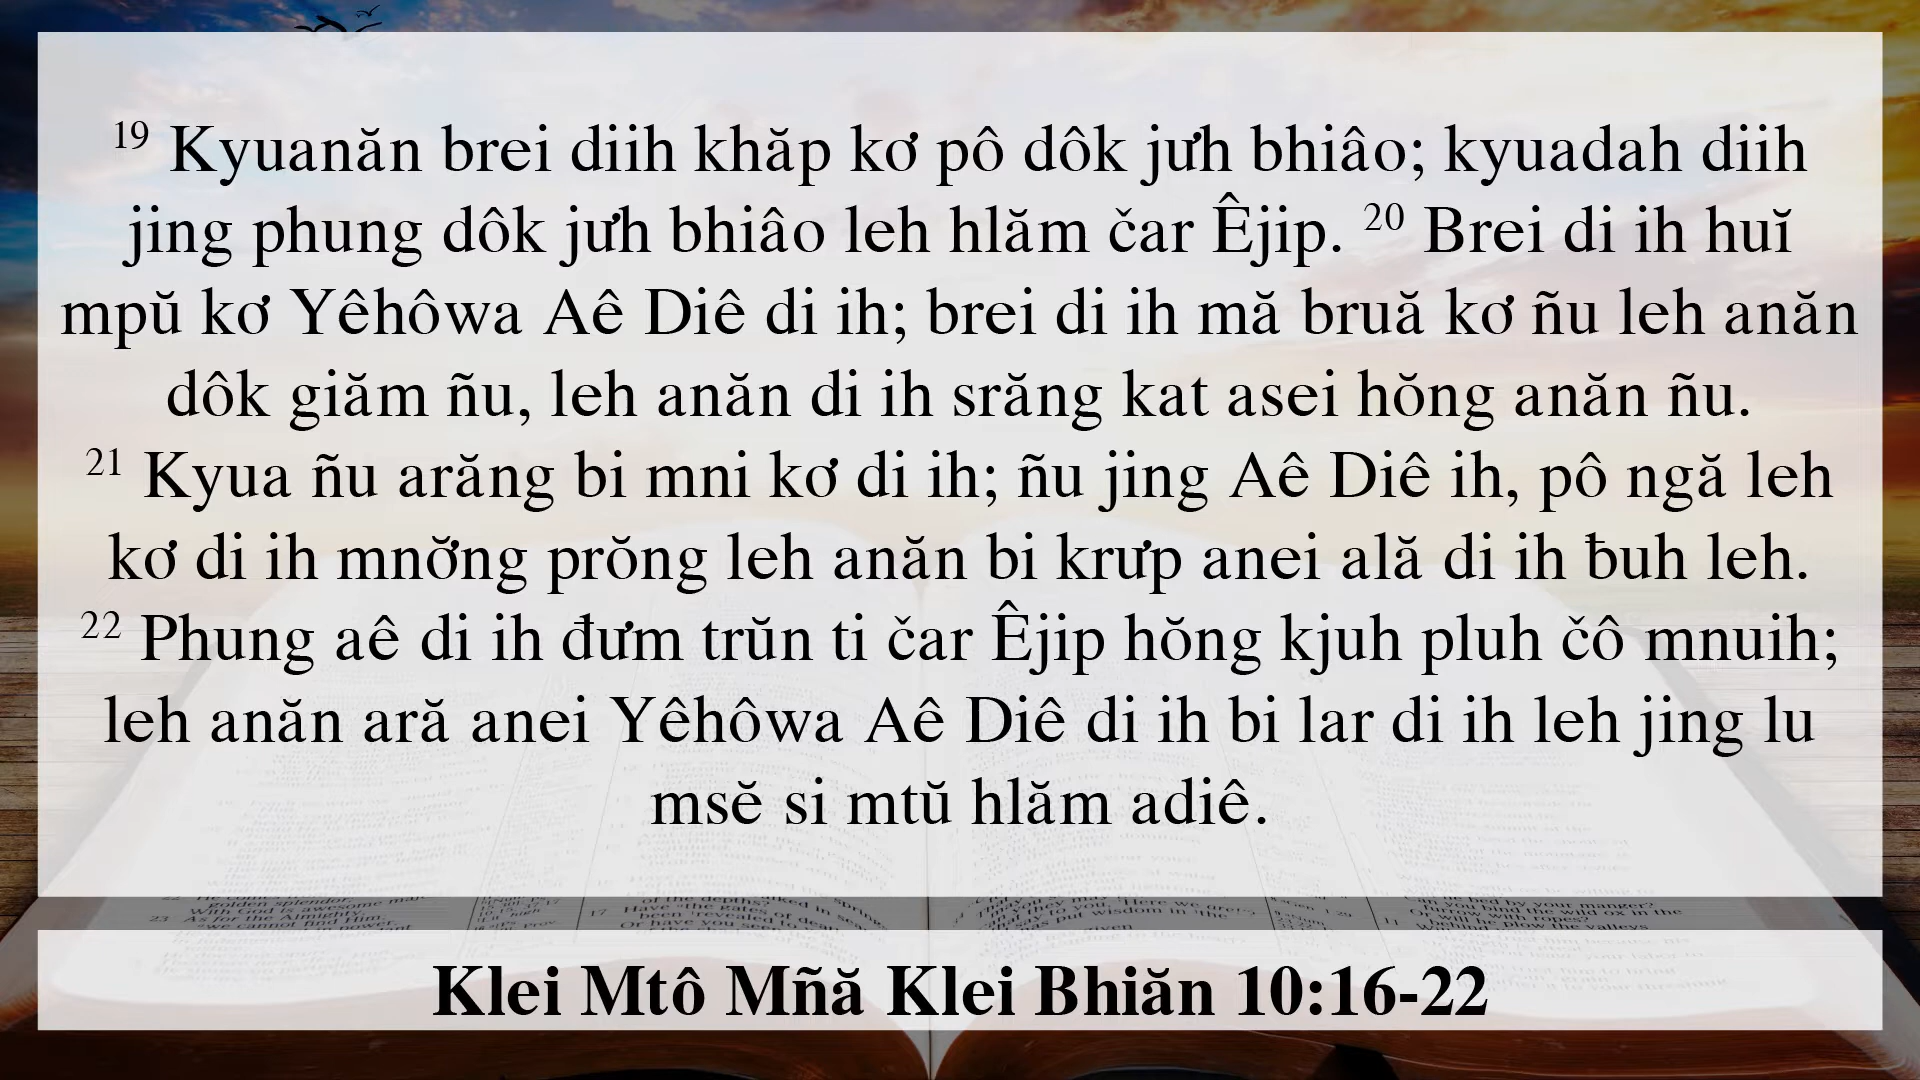 19 Kyuanăn brei diih khăp kơ pô dôk jưh bhiâo; kyuadah diih
jing phung dôk jưh bhiâo leh hlăm čar Êjip. 20 Brei di ih huĭ
mpŭ kơ Yêhôwa Aê Diê di ih; brei di ih mă bruă kơ ñu leh anăn
dôk giăm ñu, leh anăn di ih srăng kat asei hŏng anăn ñu.
21 Kyua ñu arăng bi mni kơ di ih; ñu jing Aê Diê ih, pô ngă leh
kơ di ih mnơ̆ng prŏng leh anăn bi krưp anei ală di ih ƀuh leh.
22 Phung aê di ih đưm trŭn ti čar Êjip hŏng kjuh pluh čô mnuih;
leh anăn ară anei Yêhôwa Aê Diê di ih bi lar di ih leh jing lu
msĕ si mtŭ hlăm adiê.
Klei Mtô Mñă Klei Bhiăn 10:16-22